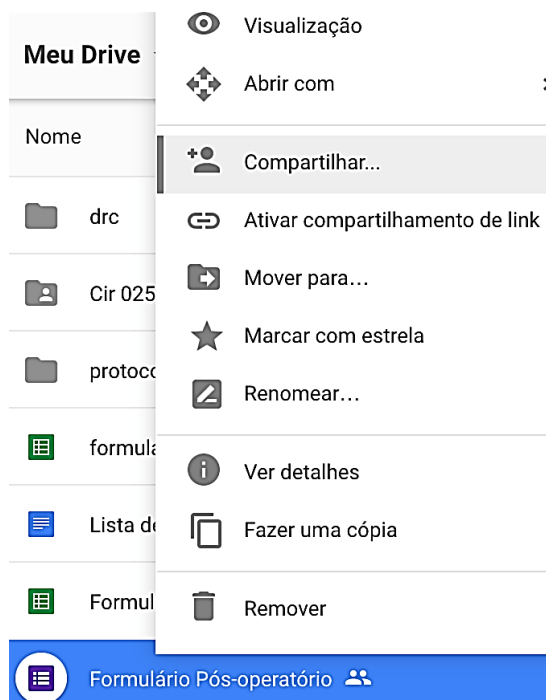 Visualização
Meu Drive
Abrir com
Nome
Compartilhar...
drc
Ativar compartilhamento de link
Mover para...
Cir 025
Marcar com estrela
protoco
Renomear...
formula
Ver detalhes
Lista de
Fazer uma cópia
Formul
Remover
Formulário Pós-operatório